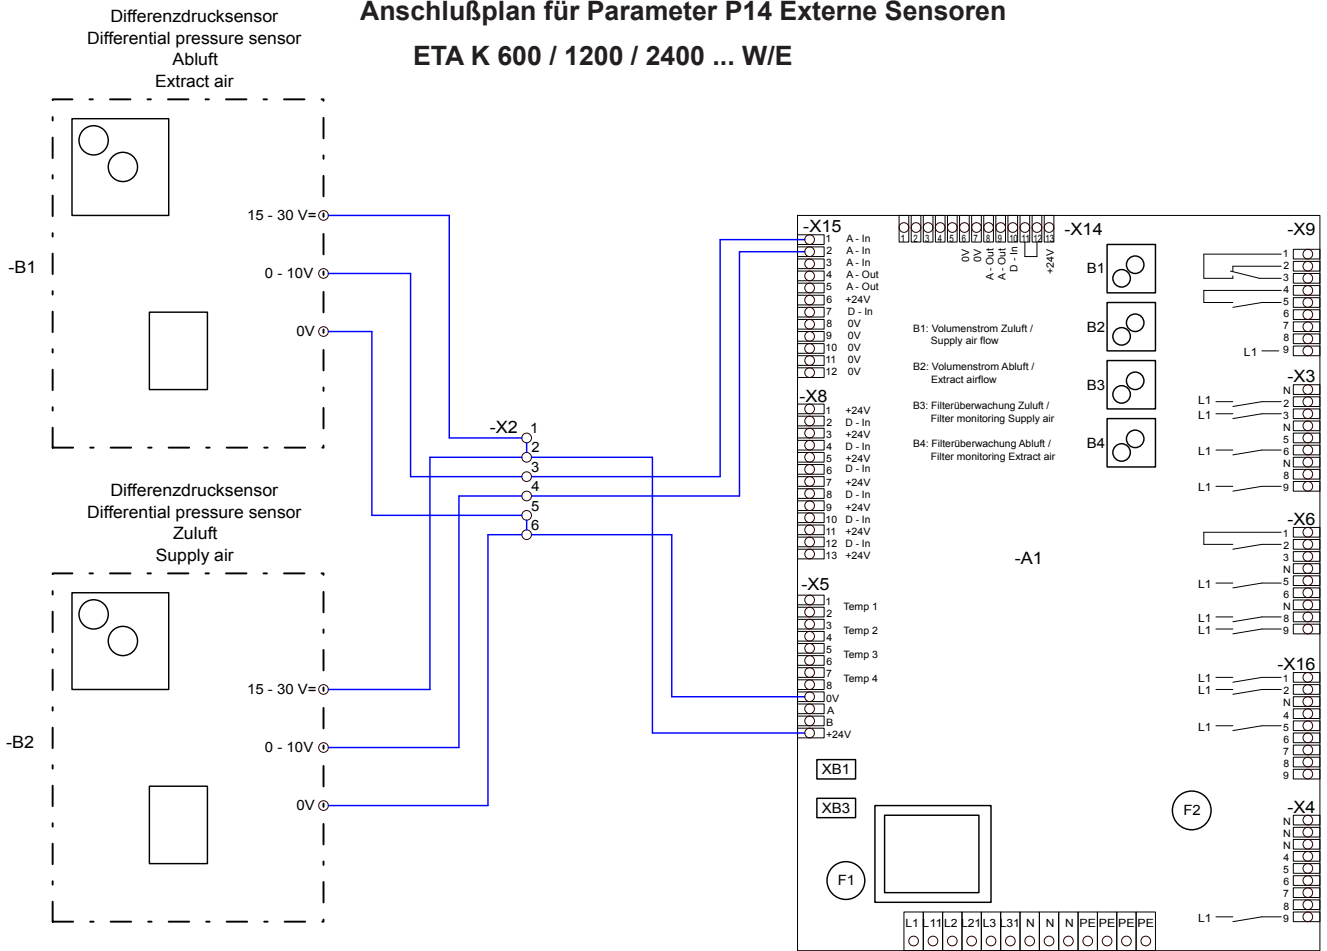 Anschlußplan für Parameter P14 Externe Sensoren
ETA K 600 / 1200 / 2400 ... W/E
Differenzdrucksensor
Differential pressure sensor
Abluft
Extract air
-B1
15 - 30 V=
0 - 10V
0V
Differenzdrucksensor
Differential pressure sensor
Zuluft
Supply air
-B2
15 - 30 V=
0 - 10V
0V
-X2
1
2
3
4
5
6
-X15
1 A - In
2 A - In
3 A - In
4 A - Out
5 A - Out
6 +24V
7 D - In
8 0V
9 0V
10 0V
11 0V
12 0V
-X8
1 +24V
2 D - In
3 +24V
4 D - In
5 +24V
6 D - In
7 +24V
8 D - In
9 +24V
10 D - In
11 +24V
12 D - In
13 +24V
-X5
1
2
Temp 1
3
4
Temp 2
5
6
Temp 3
7
8
Temp 4
0V
A
B
+24V
XB1
XB3
F1
F2
-X14
1 2 3 4 5 6 7 8 9 10 11 12 13
0V
0V
A - Out
A - Out
D - In
+24V
B1
B2
B3
B4
B1: Volumenstrom Zuluft /
Supply air flow
B2: Volumenstrom Abluft /
Extract airflow
B3: Filterüberwachung Zuluft /
Filter monitoring Supply air
B4: Filterüberwachung Abluft /
Filter monitoring Extract air
-A1
-X9
1
2
3
4
5
6
7
8
L1 9
-X3
N
L1 2
L1 3
N
5
L1 6
N
8
L1 9
-X6
1
2
3
N
L1 5
6
N
L1 8
L1 9
-X16
L1 1
L1 2
N
4
L1 5
6
7
8
9
-X4
N
N
N
4
5
6
7
8
L1 9
L1 L11 L2 L21 L3 L31 N N N PE PE PE PE